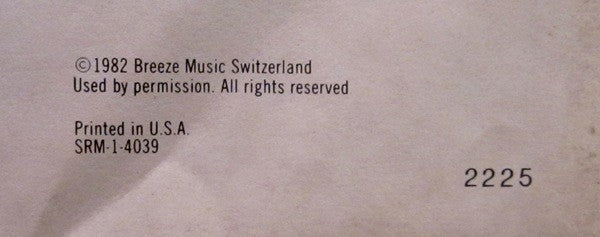 ©1982 Breeze Music Switzerland
Used by permission. All rights reserved
Printed in U.S.A.
SRM-1-4039
2225